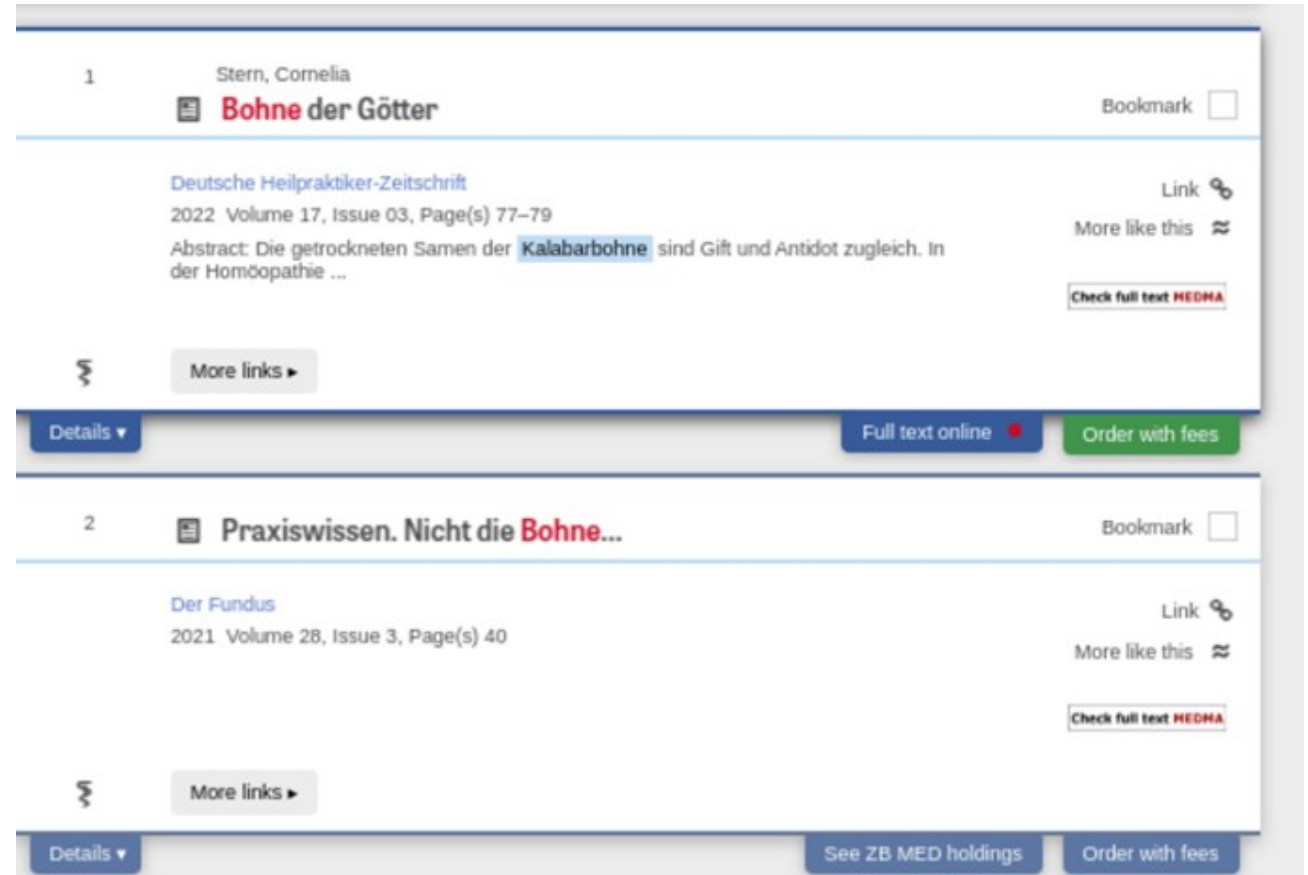 1
Stern, Cornelia
Bohne der Götter
Bookmark
Deutsche Heilpraktiker-Zeitschrift
Link
2022 Volume 17, Issue 03, Page(s) 77–79
More like this
Abstract: Die getrockneten Samen der Kalabarbohne sind Gift und Antidot zugleich. In
der Homöopathie ...
Check full text MEDMA
More links ▸
Details ▾
Full text online
Order with fees
2
Praxiswissen. Nicht die Bohne...
Bookmark
Der Fundus
Link
2021 Volume 28, Issue 3, Page(s) 40
More like this
Check full text MEDMA
More links ▸
Details ▾
See ZB MED holdings
Order with fees